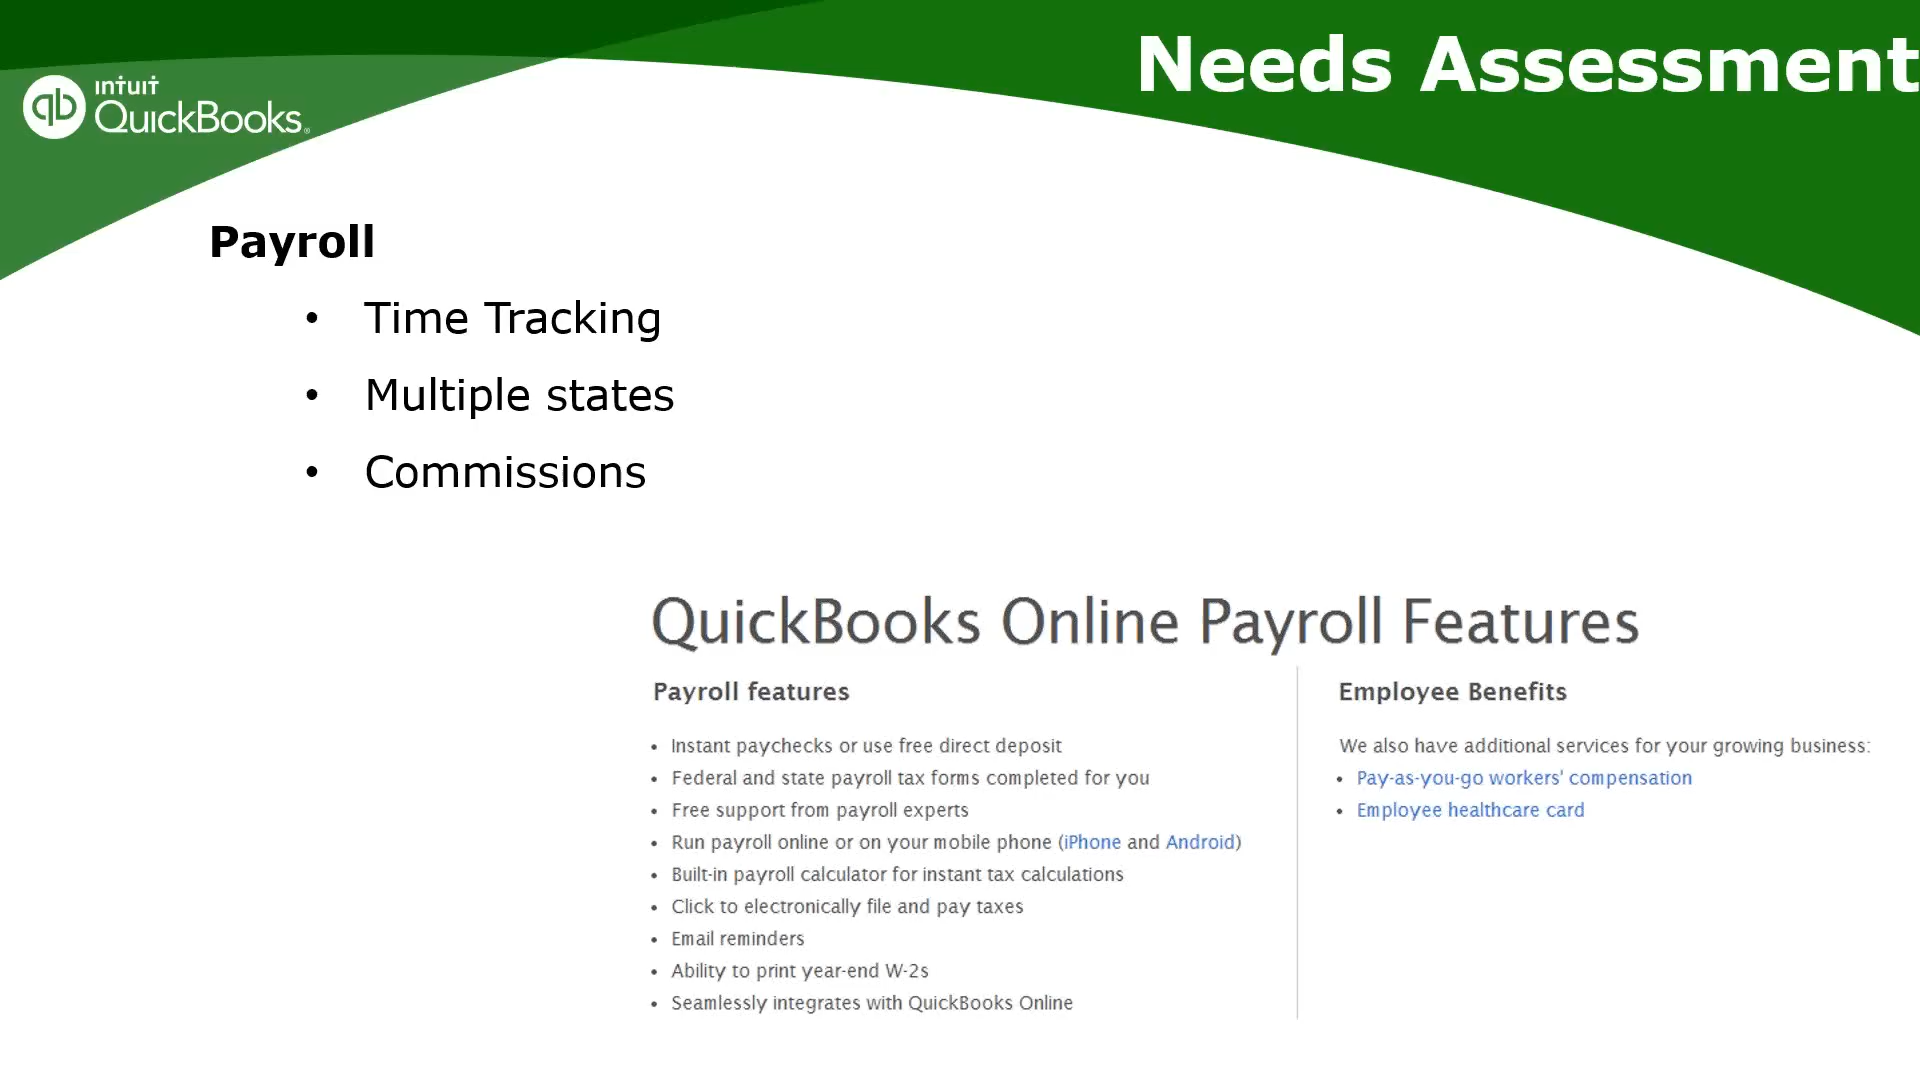 Needs Assessment
intuit
QuickBooks.
Payroll
• Time Tracking
• Multiple states
• Commissions
QuickBooks Online Payroll Features
Payroll features
• Instant paychecks or use free direct deposit
• Federal and state payroll tax forms completed for you
• Free support from payroll experts
• Run payroll online or on your mobile phone (iPhone and Android)
• Built-in payroll calculator for instant tax calculations
• Click to electronically file and pay taxes
• Email reminders
• Ability to print year-end W-2s
• Seamlessly integrates with QuickBooks Online
Employee Benefits
We also have additional services for your growing business:
• Pay-as-you-go workers' compensation
• Employee healthcare card